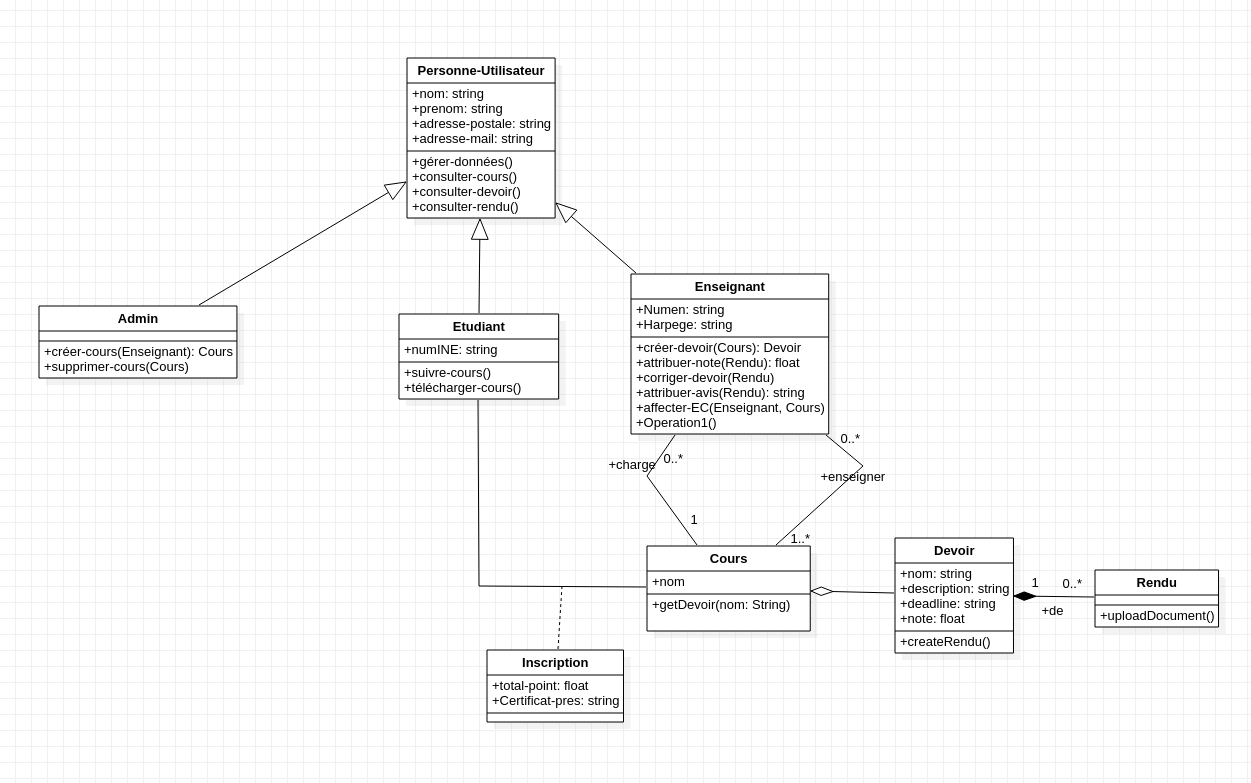 Personne-Utilisateur
+nom: string
+prenom: string
+adresse-postale: string
+adresse-mail: string
+gérer-données()
+consulter-cours()
+consulter-devoir()
+consulter-rendu()
Admin
+créer-cours(Enseignant): Cours
+supprimer-cours(Cours)
Etudiant
+numINE: string
+suivre-cours()
+télécharger-cours()
Enseignant
+Numen: string
+Harpege: string
+créer-devoir(Cours): Devoir
+attribuer-note(Rendu): float
+corriger-devoir(Rendu)
+attribuer-avis(Rendu): string
+affecter-EC(Enseignant, Cours)
+Operation1()
0..*
+charge
0..*
+enseigner
1
1..*
Cours
+nom
+getDevoir(nom: String)
Devoir
+nom: string
+description: string
+deadline: string
+note: float
+createRendu()
1
0..*
+de
Rendu
+uploadDocument()
Inscription
+total-point: float
+Certificat-pres: string